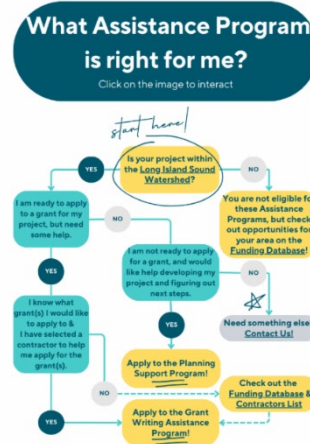 What Assistance Program
is right for me?
Click on the image to interact
start here!
YES
Is your project within
the Long Island Sound
Watershed?
NO
I am ready to apply
to a grant for my
project, but need
some help.
NO
You are not eligible for
these Assistance
Programs, but check
out opportunities for
your area on the
Funding Database!
I am not ready to apply
for a grant, and would
like help developing my
project and figuring out
next steps.
YES
NO
I know what
grant(s) I would like
to apply to &
I have selected a
contractor to help
me apply for the
grant(s).
YES
Need something else?
Contact Us!
Apply to the Planning
Support Program!
NO
Check out the
Funding Database &
Contractors List
YES
Apply to the Grant
Writing Assistance
Program!